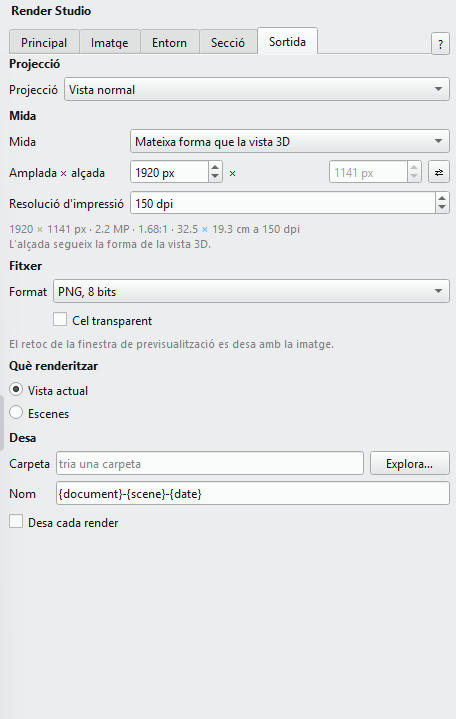 Render Studio
Principal Imatge Entorn Secció Sortida ?
Projecció
Projecció Vista normal
Mida
Mida Mateixa forma que la vista 3D
Amplada × alçada 1920 px × 1141 px ⇄
Resolució d'impressió 150 dpi
1920 × 1141 px · 2.2 MP · 1.68:1 · 32.5 × 19.3 cm a 150 dpi
L'alçada segueix la forma de la vista 3D.
Fitxer
Format PNG, 8 bits
Cel transparent
El retoc de la finestra de previsualització es desa amb la imatge.
Què renderitzar
Vista actual
Escenes
Desa
Carpeta tria una carpeta Explora...
Nom {document}-{scene}-{date}
Desa cada render